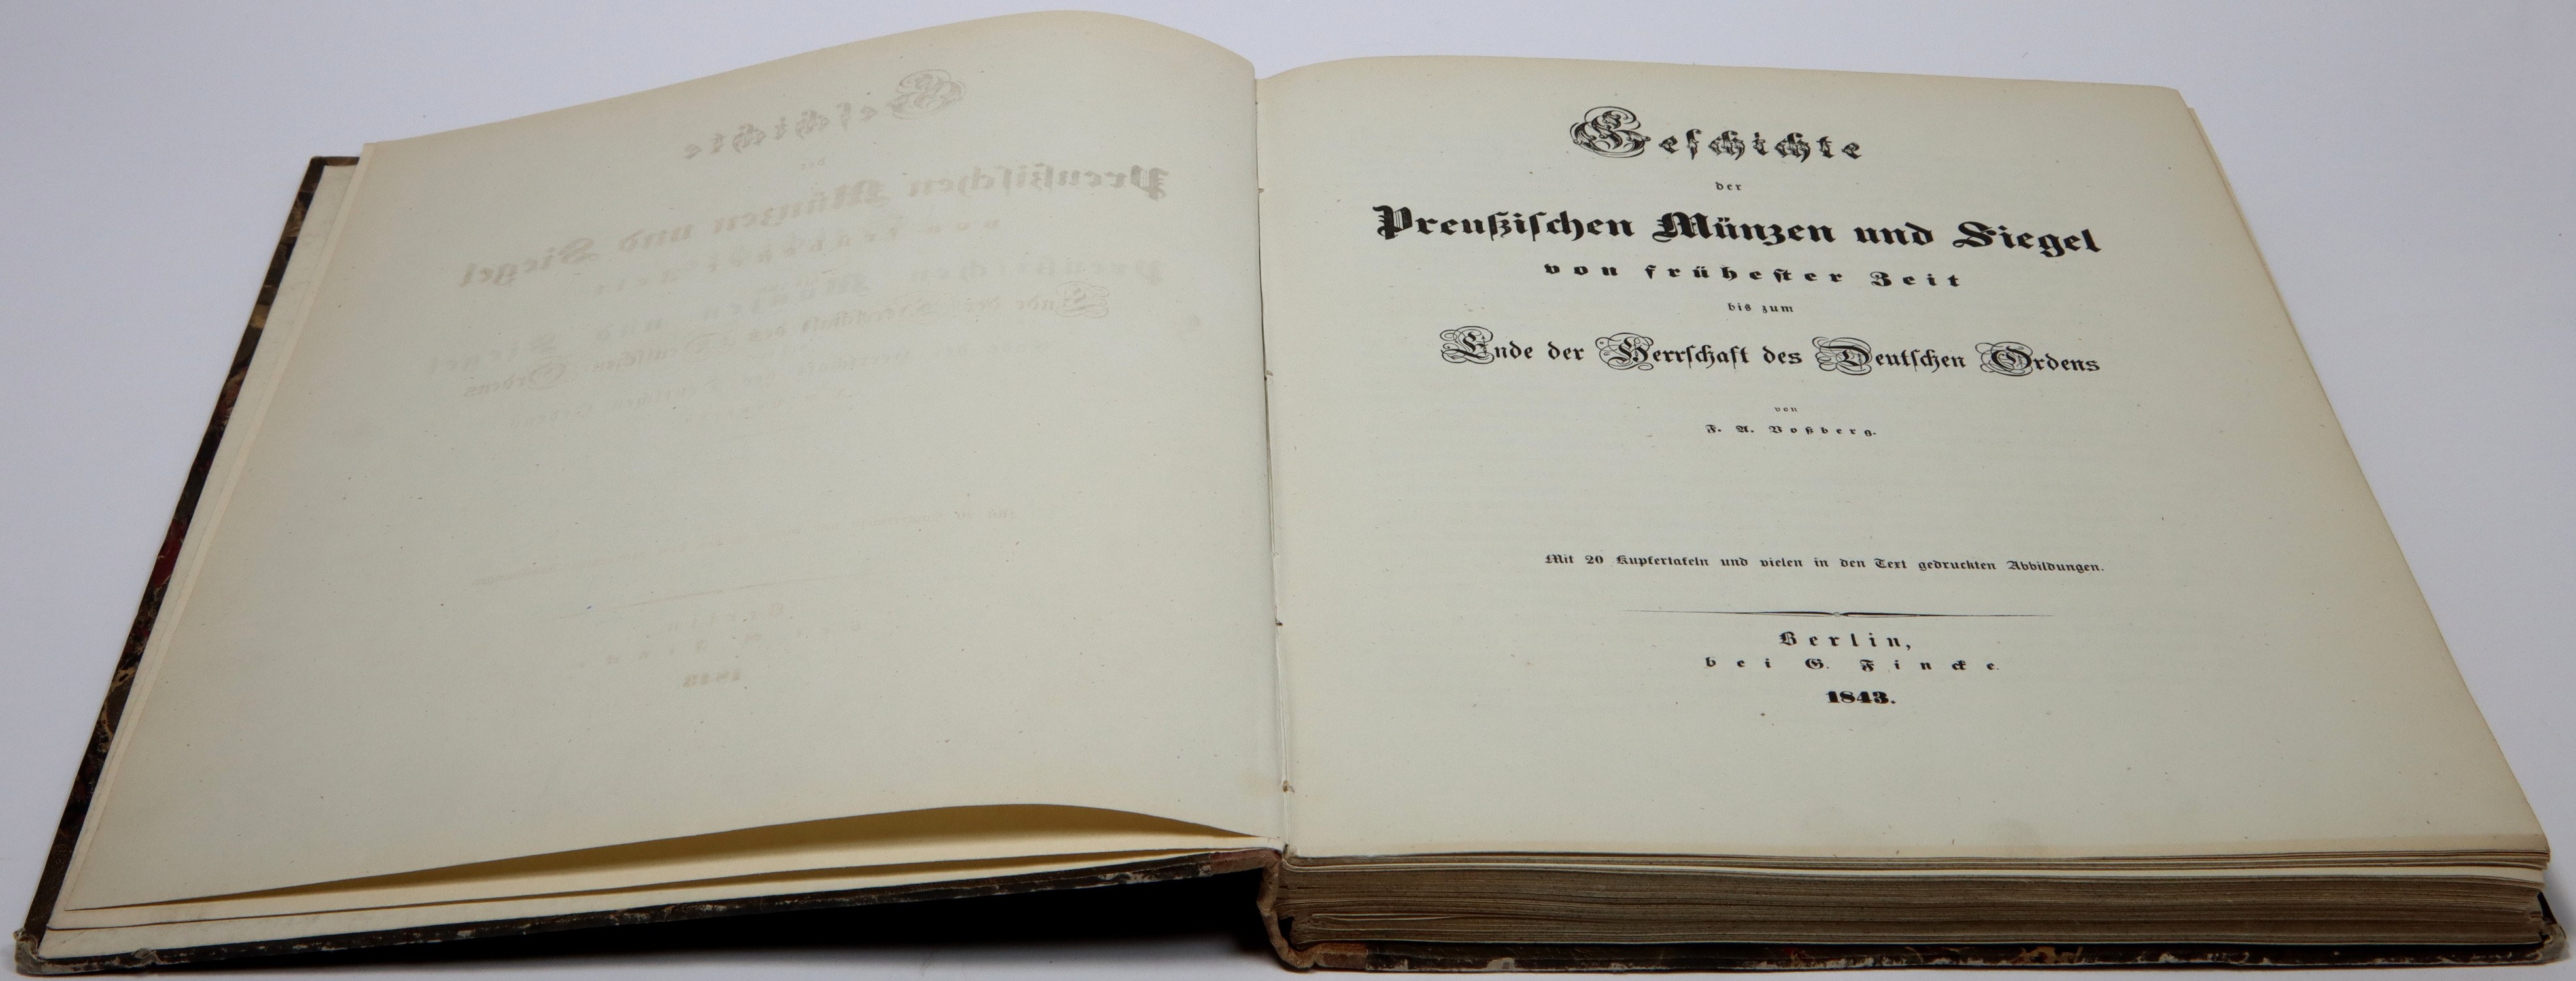 Geschichte
der
Preußischen Münzen und Siegel
von frühester Zeit
bis zum
Ende der Herrschaft des Deutschen Ordens
von
F. A. Voßberg.
Mit 20 Kupfertafeln und vielen in den Text gedruckten Abbildungen.
Berlin,
bei G. Fincke.
1843.